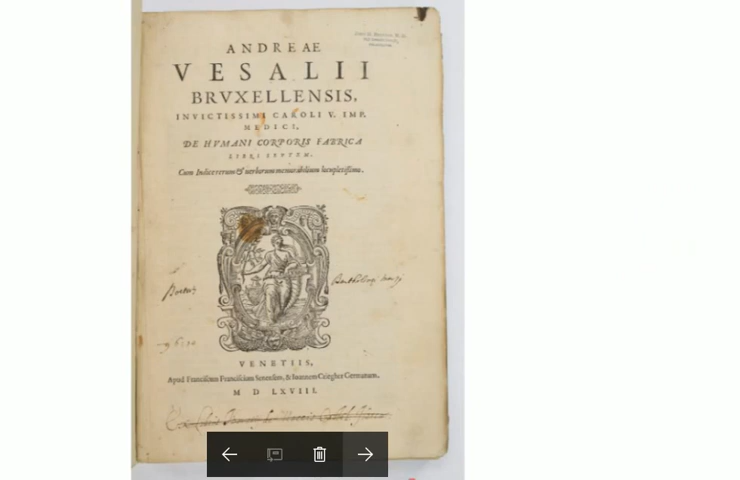 ANDREAE
VESALII
BRVXELLENSIS,
INVICTISSIMI CAROLI V. IMP.
MEDICI,
DE HVMANI CORPORIS FABRICA
LIBRI SEPTEM.
Cum Indice rerum & verborum memorabilium locupletissimo.
VENETIIS,
Apud Franciscum Franciscium Senensem, & Ioannem Criegher Germanum.
M D LXVIII.